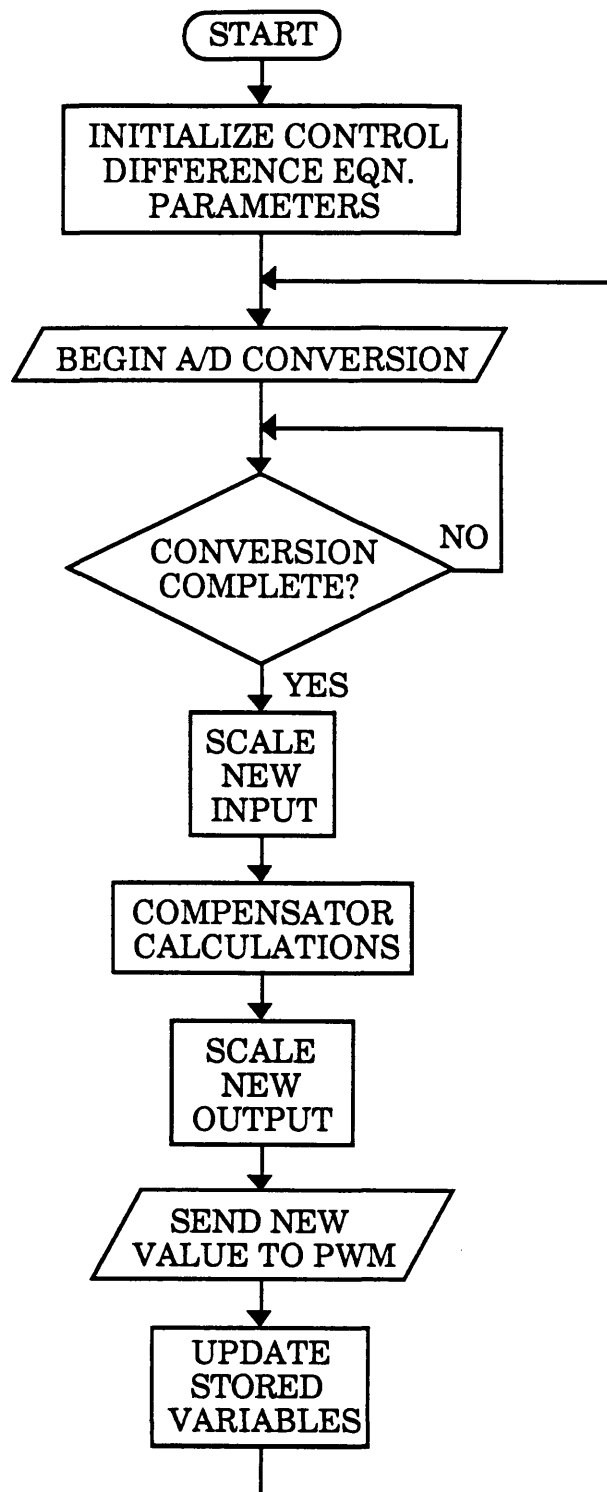 START
INITIALIZE CONTROL
DIFFERENCE EQN.
PARAMETERS
BEGIN A/D CONVERSION
CONVERSION
COMPLETE?
NO
YES
SCALE
NEW
INPUT
COMPENSATOR
CALCULATIONS
SCALE
NEW
OUTPUT
SEND NEW
VALUE TO PWM
UPDATE
STORED
VARIABLES